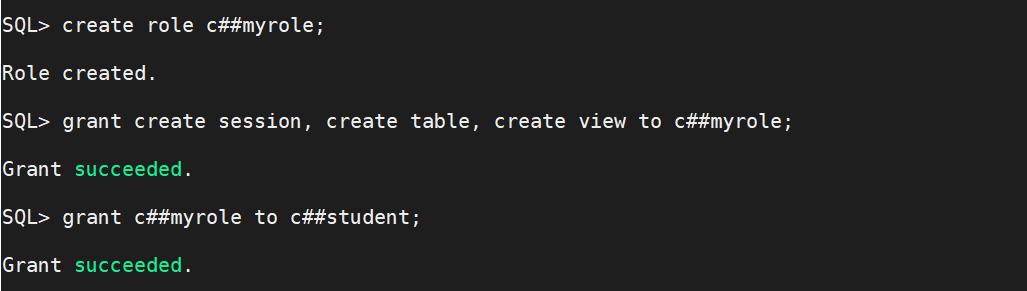 SQL> create role c##myrole;
Role created.
SQL> grant create session, create table, create view to c##myrole;
Grant succeeded.
SQL> grant c##myrole to c##student;
Grant succeeded.